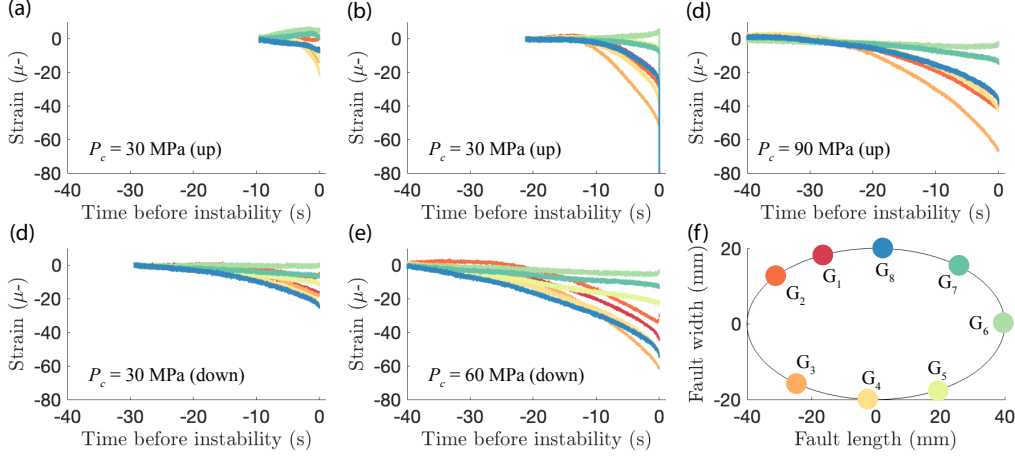 (a)
0
-20
-40
-60
-80
Strain (μ-)
P_c = 30 MPa (up)
-40 -30 -20 -10 0
Time before instability (s)
(b)
0
-20
-40
-60
-80
Strain (μ-)
P_c = 30 MPa (up)
-40 -30 -20 -10 0
Time before instability (s)
(d)
0
-20
-40
-60
-80
Strain (μ-)
P_c = 90 MPa (up)
-40 -30 -20 -10 0
Time before instability (s)
(d)
0
-20
-40
-60
-80
Strain (μ-)
P_c = 30 MPa (down)
-40 -30 -20 -10 0
Time before instability (s)
(e)
0
-20
-40
-60
-80
Strain (μ-)
P_c = 60 MPa (down)
-40 -30 -20 -10 0
Time before instability (s)
(f)
20
0
-20
Fault width (mm)
G1
G2
G3
G4
G5
G6
G7
G8
-40 -20 0 20 40
Fault length (mm)